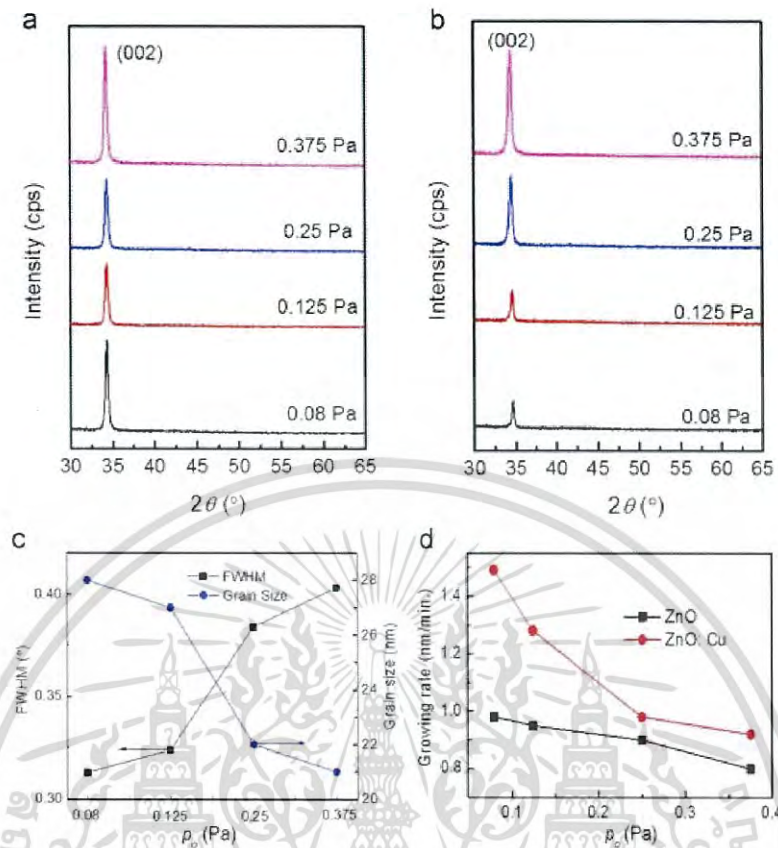 a
(002)
0.375 Pa
0.25 Pa
0.125 Pa
0.08 Pa
Intensity (cps)
30 35 40 45 50 55 60 65
2θ (°)
b
(002)
0.375 Pa
0.25 Pa
0.125 Pa
0.08 Pa
Intensity (cps)
30 35 40 45 50 55 60 65
2θ (°)
c
FWHM
Grain Size
0.40
0.35
0.30
FWHM (°)
28
26
24
22
20
Grain size (nm)
0.08 0.125 0.25 0.375
(Pa)
d
ZnO
ZnO: Cu
1.4
1.2
1.0
0.8
Growing rate (nm/min.)
0.1 0.2 0.3 0.4
(Pa)